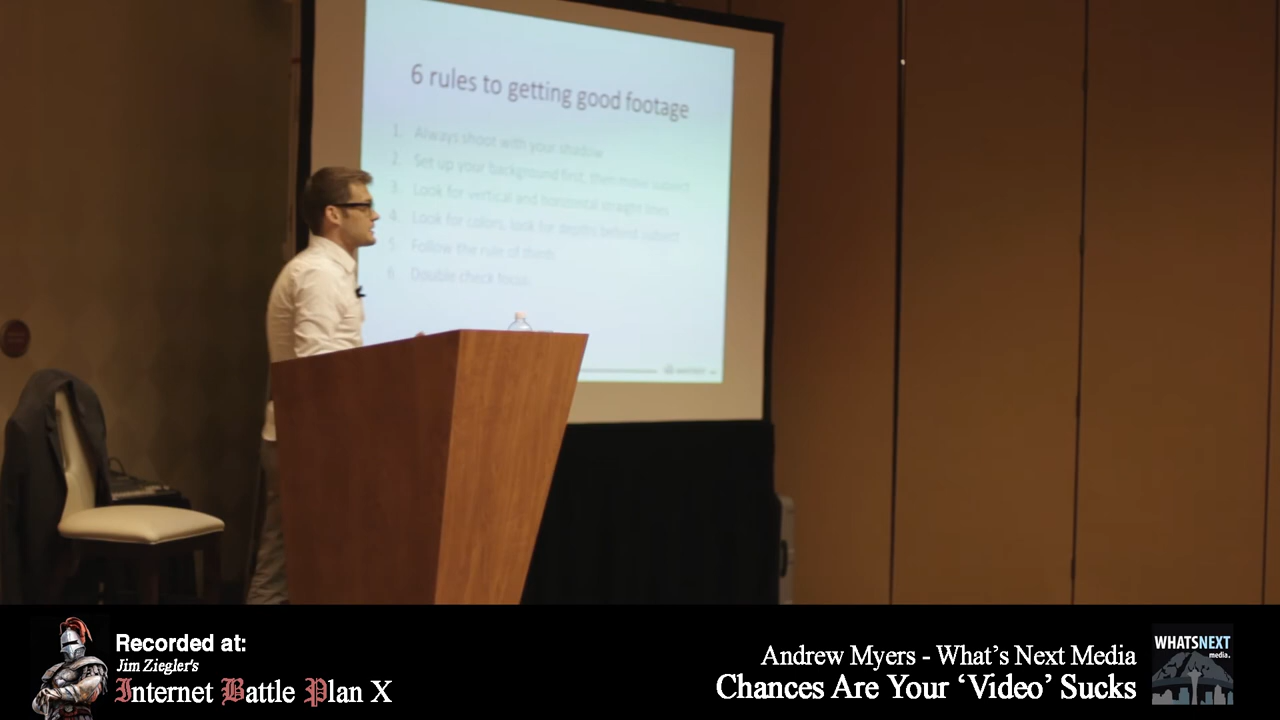 6 rules to getting good footage
1. Always shoot with your shadow
2. Set up your background first, then move subject
3. Look for vertical and horizontal straight lines
4. Look for colors, look for depths behind subject
5. Follow the rule of thirds
6. Double check focus
Recorded at:
Jim Ziegler's
Internet Battle Plan X
Andrew Myers - What's Next Media
Chances Are Your ‘Video’ Sucks
WHATSNEXT
media.